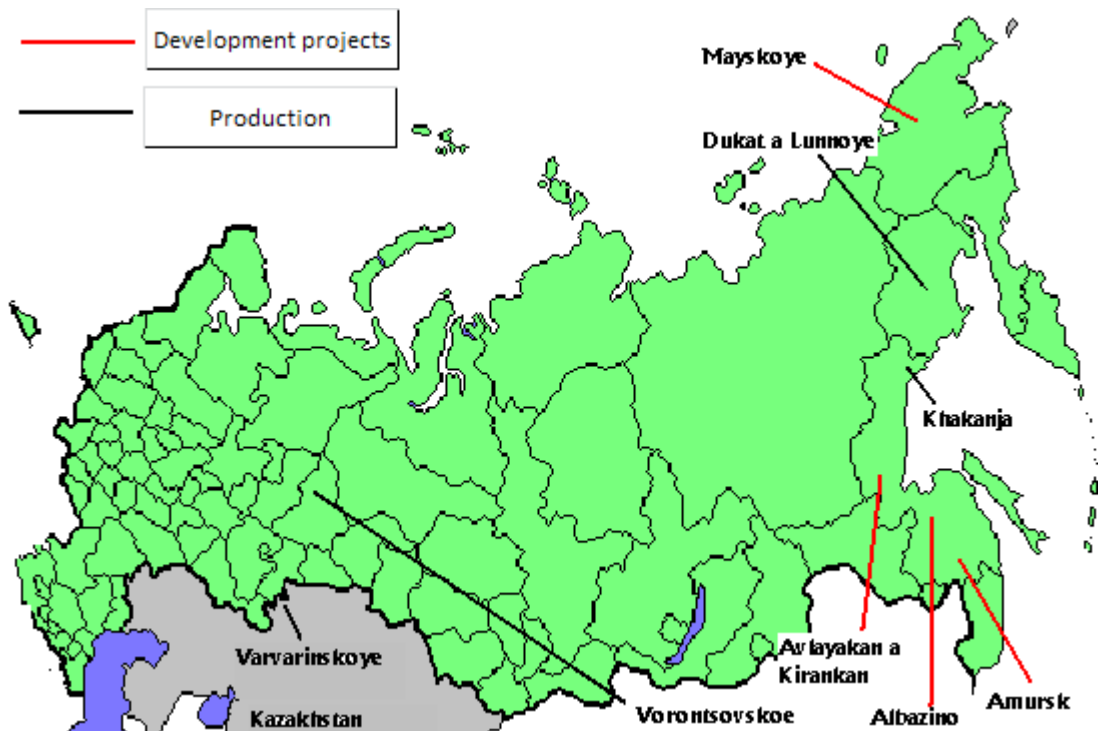 Development projects
Production
Mayskoye
Dukat a Lunnoye
Khakanja
Varvarinskoye
Kazakhstan
Vorontsovskoe
Avlayakan a
Kirankan
Albazino
Amursk